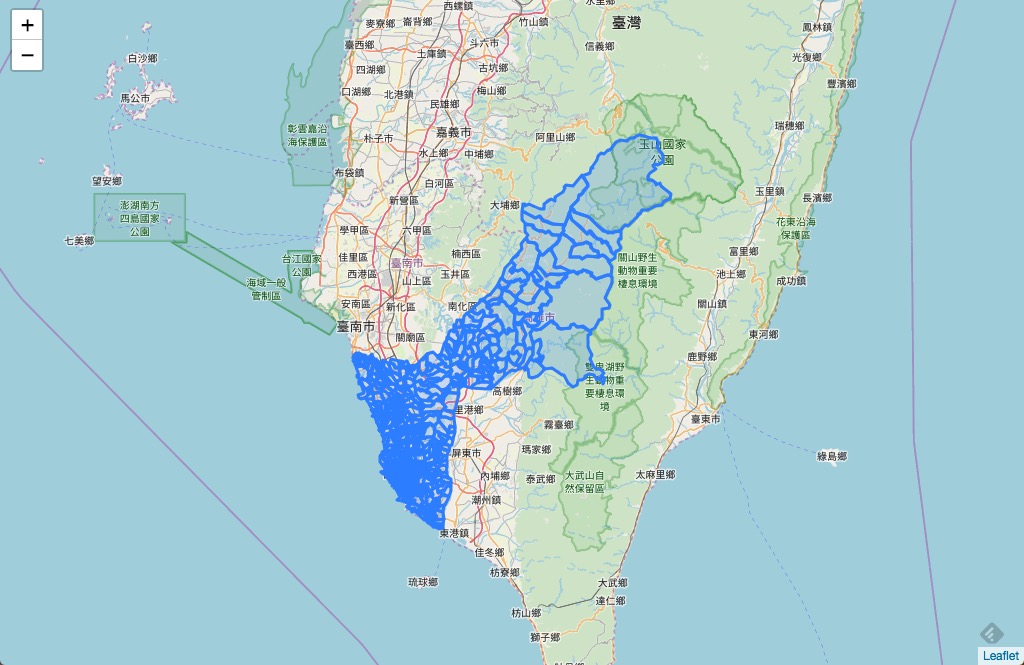 +
−
西螺鎮
麥寮鄉
崙背鄉
竹山鎮
水里鄉
臺灣
鳳林鎮
臺西鄉
斗六市
信義鄉
土庫鎮
光復鄉
白沙鄉
四湖鄉
古坑鄉
豐濱鄉
口湖鄉
北港鎮
梅山鄉
馬公市
民雄鄉
瑞穗鄉
彰雲嘉沿
海保護區
朴子市
嘉義市
阿里山鄉
玉山國家
公園
水上鄉
中埔鄉
布袋鎮
望安鄉
白河區
玉里鎮
長濱鄉
新營區
大埔鄉
澎湖南方
四島國家
公園
花東沿海
保護區
學甲區
六甲區
七美鄉
富里鄉
佳里區
楠西區
台江國家
公園
臺南市
關山野生
動物重要
棲息環境
西港區
玉井區
池上鄉
山上區
成功鎮
海域一般
管制區
安南區
新化區
南化區
關山鎮
臺南市
關廟區
東河鄉
鹿野鄉
雙鬼湖野
生動物重
要棲息環
境
高樹鄉
里港鄉
臺東市
霧臺鄉
屏東市
瑪家鄉
綠島鄉
內埔鄉
泰武鄉
大武山自
然保留區
太麻里鄉
潮州鎮
東港鎮
佳冬鄉
枋寮鄉
琉球鄉
大武鄉
達仁鄉
枋山鄉
獅子鄉
Leaflet